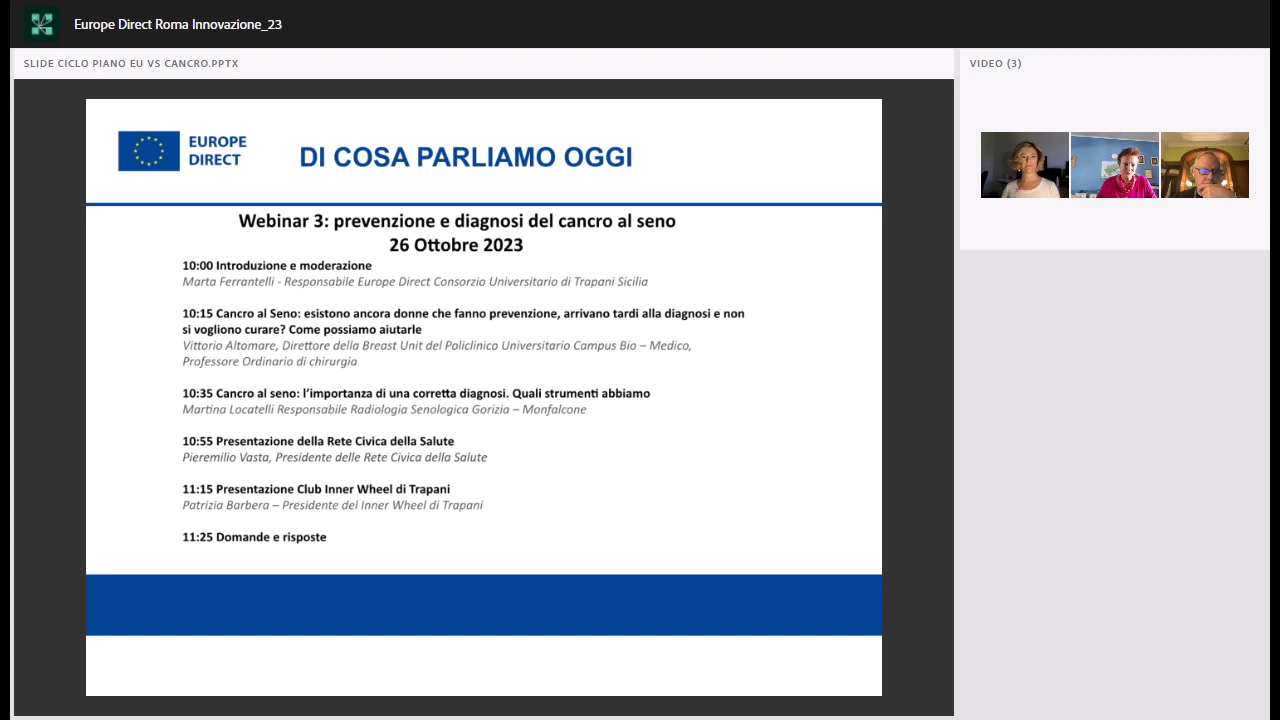 Europe Direct Roma Innovazione_23
SLIDE CICLO PIANO EU VS CANCRO.PPTX
VIDEO (3)
EUROPE
DIRECT
DI COSA PARLIAMO OGGI
Webinar 3: prevenzione e diagnosi del cancro al seno
26 Ottobre 2023
10:00 Introduzione e moderazione
Marta Ferrantelli - Responsabile Europe Direct Consorzio Universitario di Trapani Sicilia
10:15 Cancro al Seno: esistono ancora donne che fanno prevenzione, arrivano tardi alla diagnosi e non
si vogliono curare? Come possiamo aiutarle
Vittorio Altomare, Direttore della Breast Unit del Policlinico Universitario Campus Bio – Medico,
Professore Ordinario di chirurgia
10:35 Cancro al seno: l’importanza di una corretta diagnosi. Quali strumenti abbiamo
Martina Locatelli Responsabile Radiologia Senologica Gorizia – Monfalcone
10:55 Presentazione della Rete Civica della Salute
Pieremilio Vasta, Presidente delle Rete Civica della Salute
11:15 Presentazione Club Inner Wheel di Trapani
Patrizia Barbera – Presidente del Inner Wheel di Trapani
11:25 Domande e risposte